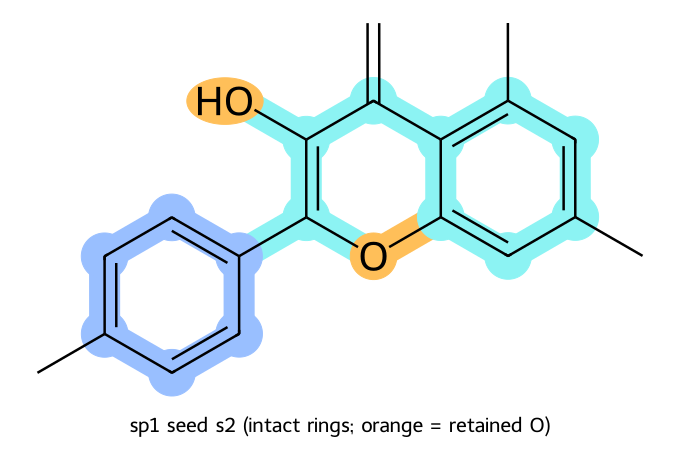 HO
O
sp1 seed s2 (intact rings; orange = retained O)